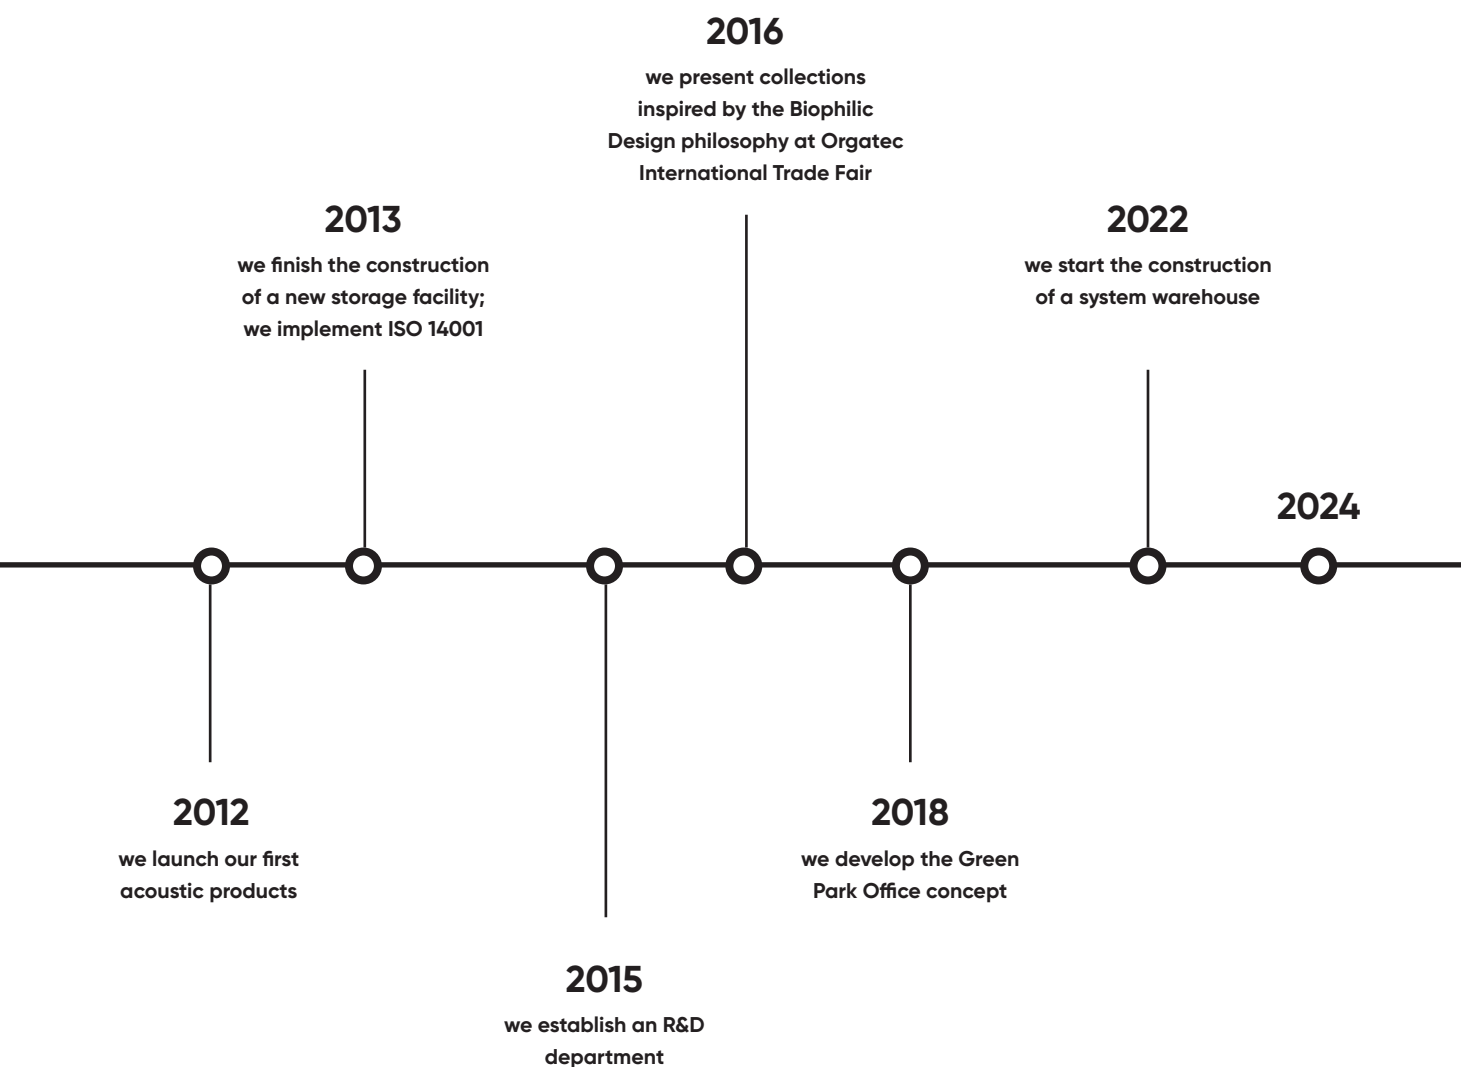 2016
we present collections
inspired by the Biophilic
Design philosophy at Orgatec
International Trade Fair
2013
we finish the construction
of a new storage facility;
we implement ISO 14001
2022
we start the construction
of a system warehouse
2024
2012
we launch our first
acoustic products
2018
we develop the Green
Park Office concept
2015
we establish an R&D
department